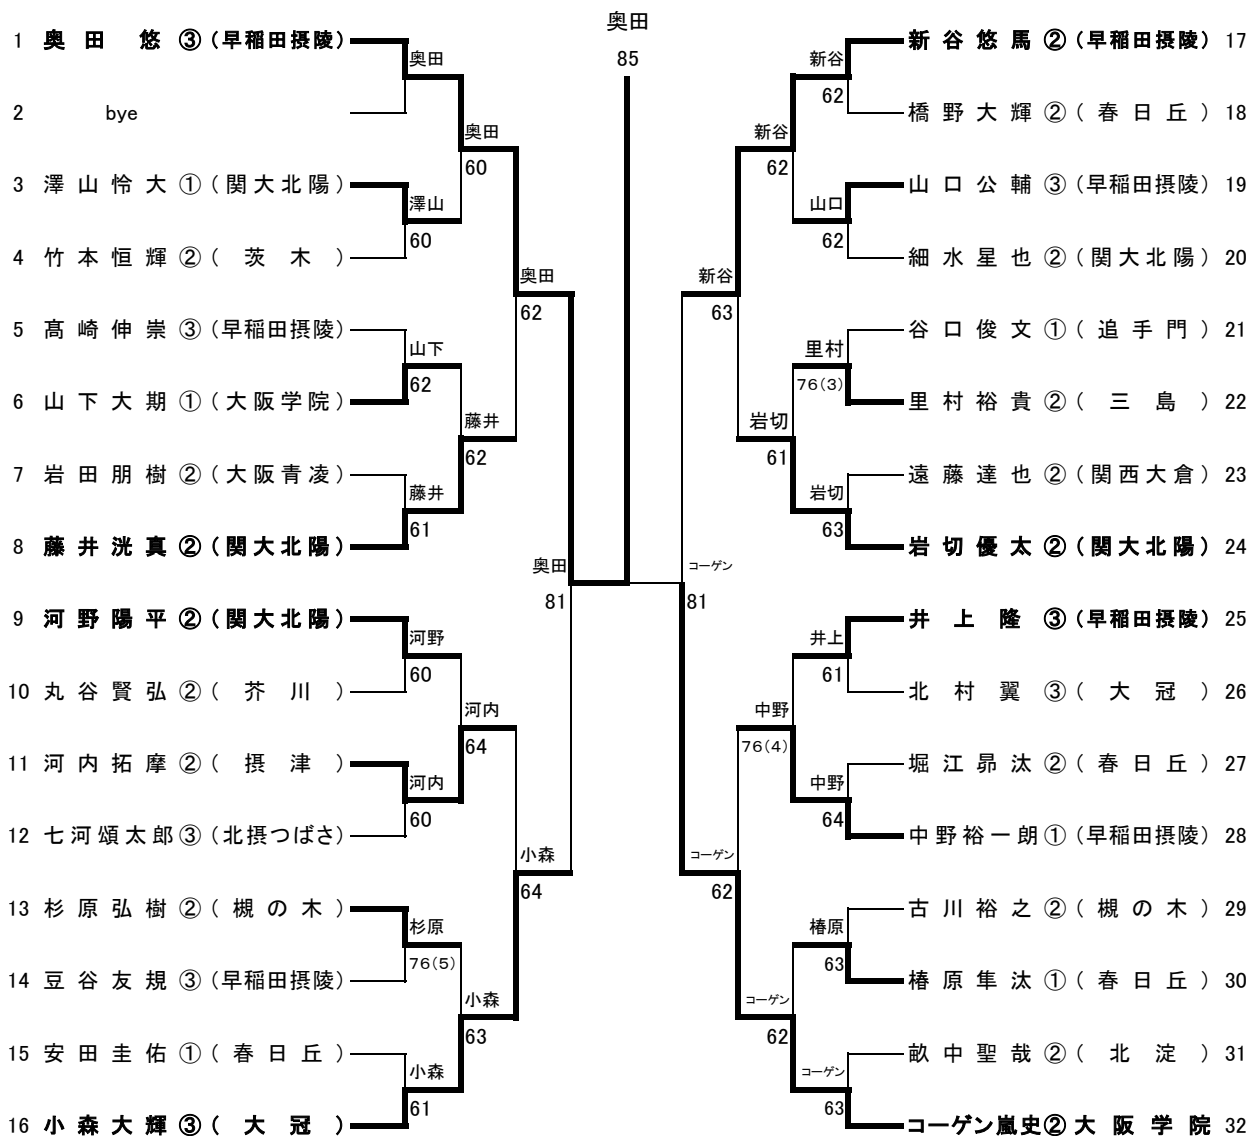 奥田
85
1 奥田 悠 ③ (早稲田摂陵)
2 bye
3 澤山怜大 ① (関大北陽)
4 竹本恒輝 ② (茨木)
5 髙崎伸崇 ③ (早稲田摂陵)
6 山下大期 ① (大阪学院)
7 岩田朋樹 ② (大阪青凌)
8 藤井洸真 ② (関大北陽)
9 河野陽平 ② (関大北陽)
10 丸谷賢弘 ② (芥川)
11 河内拓摩 ② (摂津)
12 七河頌太郎 ③ (北摂つばさ)
13 杉原弘樹 ② (槻の木)
14 豆谷友規 ③ (早稲田摂陵)
15 安田圭佑 ① (春日丘)
16 小森大輝 ③ (大冠)
奥田
澤山
60
山下
62
藤井
61
河野
60
河内
60
杉原
76(5)
小森
61
奥田
60
藤井
62
河内
64
小森
63
奥田
62
小森
64
奥田
81
コーゲン
81
新谷
63
コーゲン
62
新谷
62
岩切
61
中野
76(4)
コーゲン
62
新谷
62
山口
62
里村
76(3)
岩切
63
井上
61
中野
64
椿原
63
コーゲン
63
新谷悠馬 ② (早稲田摂陵) 17
橋野大輝 ② (春日丘) 18
山口公輔 ③ (早稲田摂陵) 19
細水星也 ② (関大北陽) 20
谷口俊文 ① (追手門) 21
里村裕貴 ② (三島) 22
遠藤達也 ② (関西大倉) 23
岩切優太 ② (関大北陽) 24
井上隆 ③ (早稲田摂陵) 25
北村翼 ③ (大冠) 26
堀江昴汰 ② (春日丘) 27
中野裕一朗 ① (早稲田摂陵) 28
古川裕之 ② (槻の木) 29
椿原隼汰 ① (春日丘) 30
畝中聖哉 ② (北淀) 31
コーゲン嵐史② 大阪学院 32